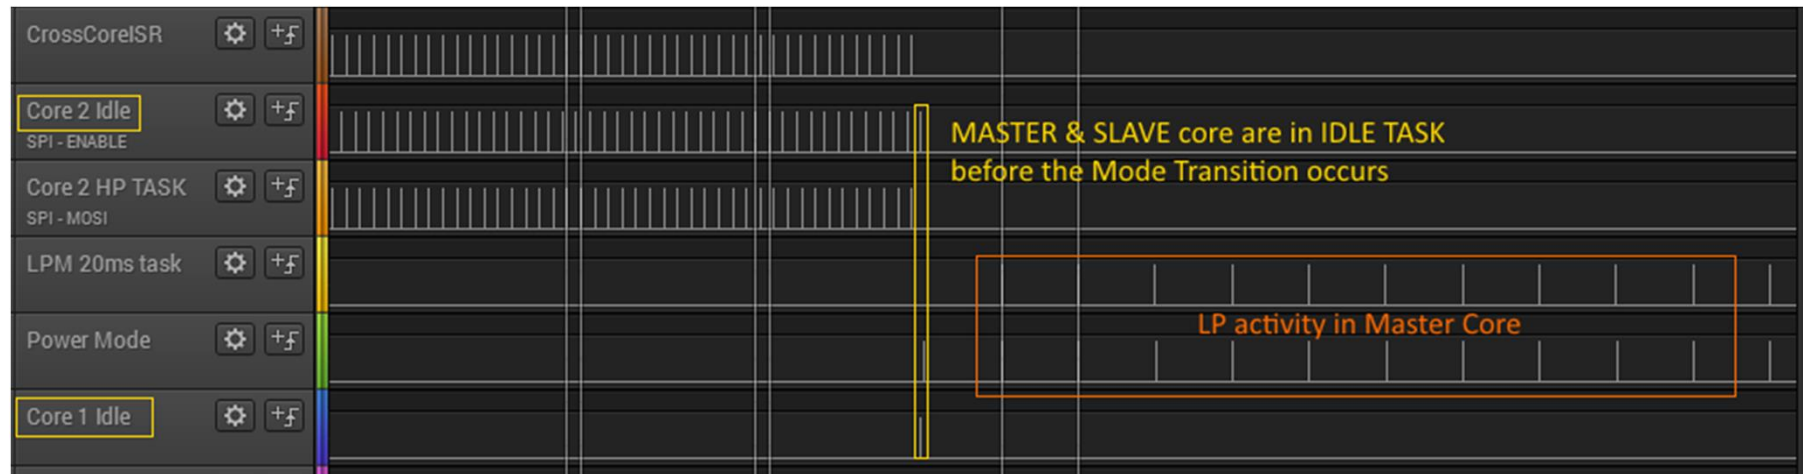 CrossCoreISR
Core 2 Idle
SPI - ENABLE
MASTER & SLAVE core are in IDLE TASK
before the Mode Transition occurs
Core 2 HP TASK
SPI - MOSI
LPM 20ms task
LP activity in Master Core
Power Mode
Core 1 Idle